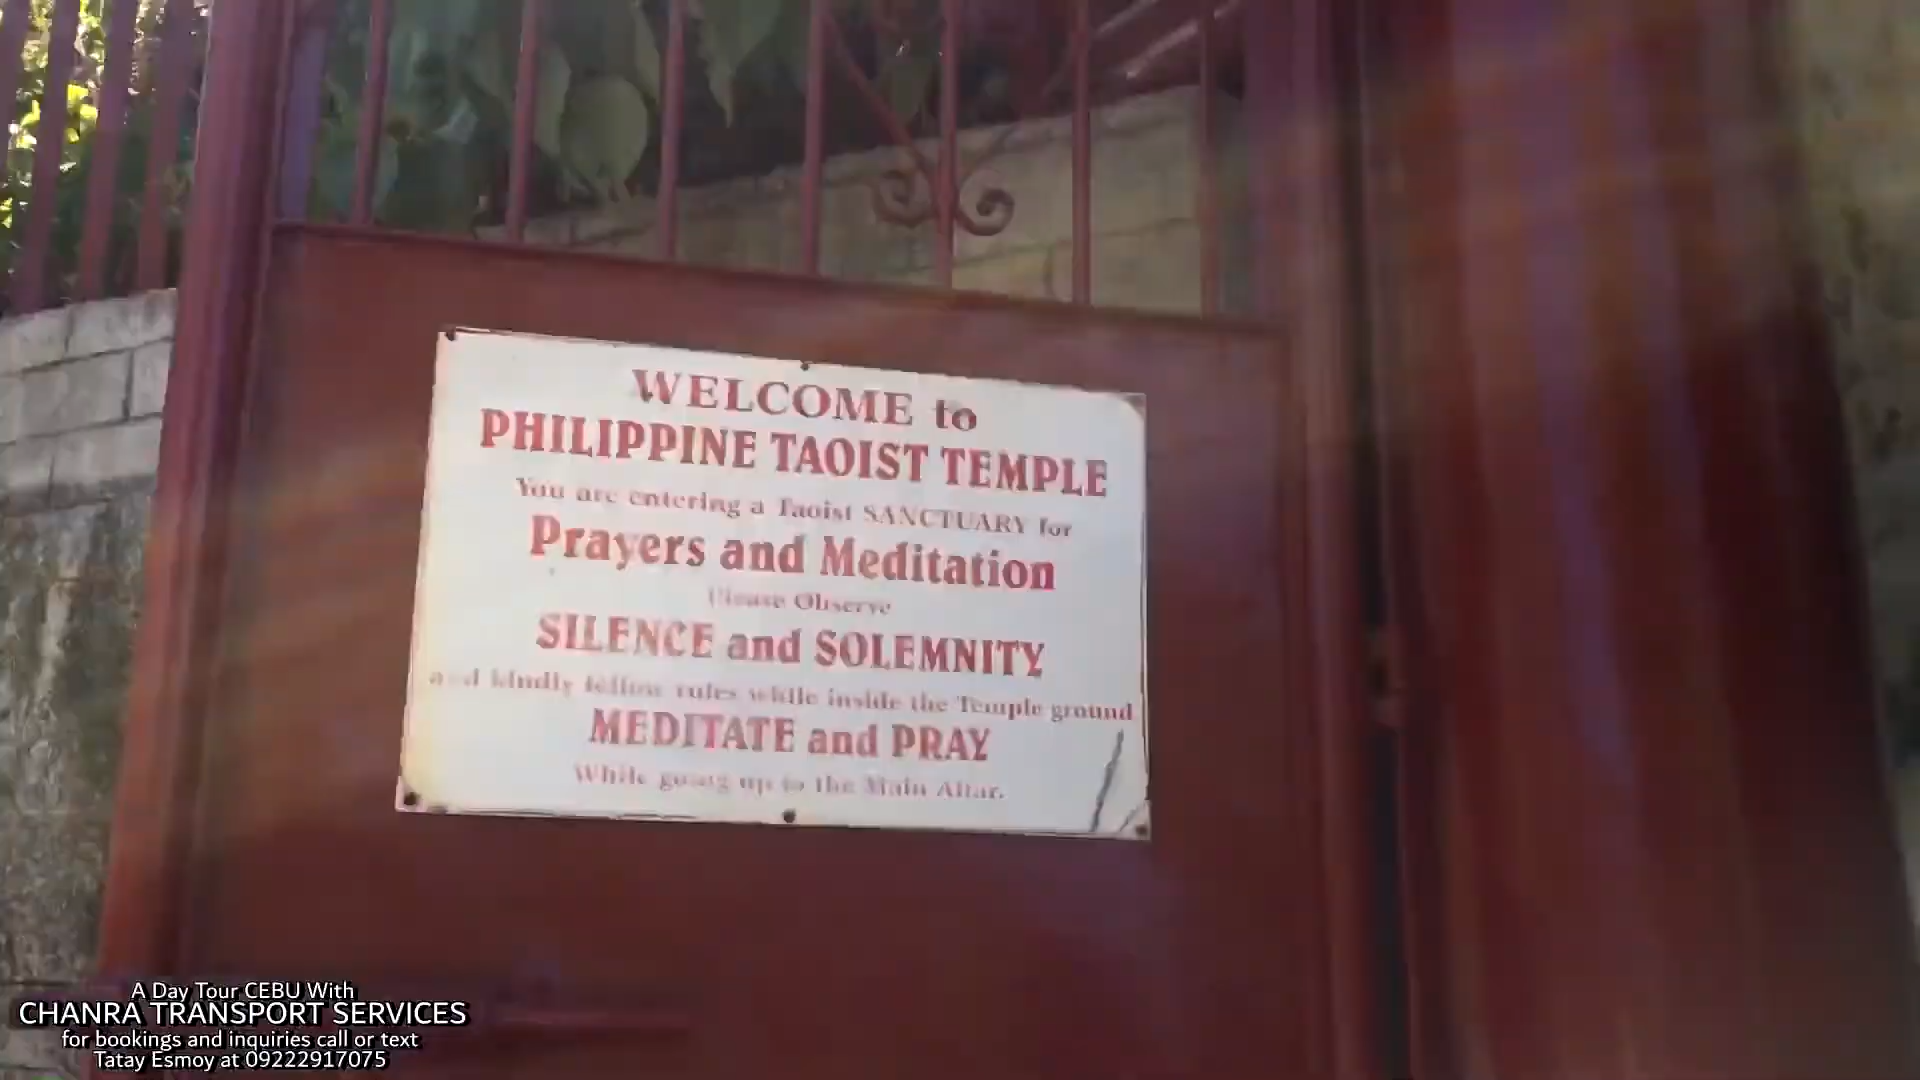 WELCOME to
PHILIPPINE TAOIST TEMPLE
You are entering a Taoist SANCTUARY for
Prayers and Meditation
Please Observe
SILENCE and SOLEMNITY
and kindly follow rules while inside the Temple ground
MEDITATE and PRAY
While going up to the Main Altar.
A Day Tour CEBU With
CHANRA TRANSPORT SERVICES
for bookings and inquiries call or text
Tatay Esmoy at 09222917075